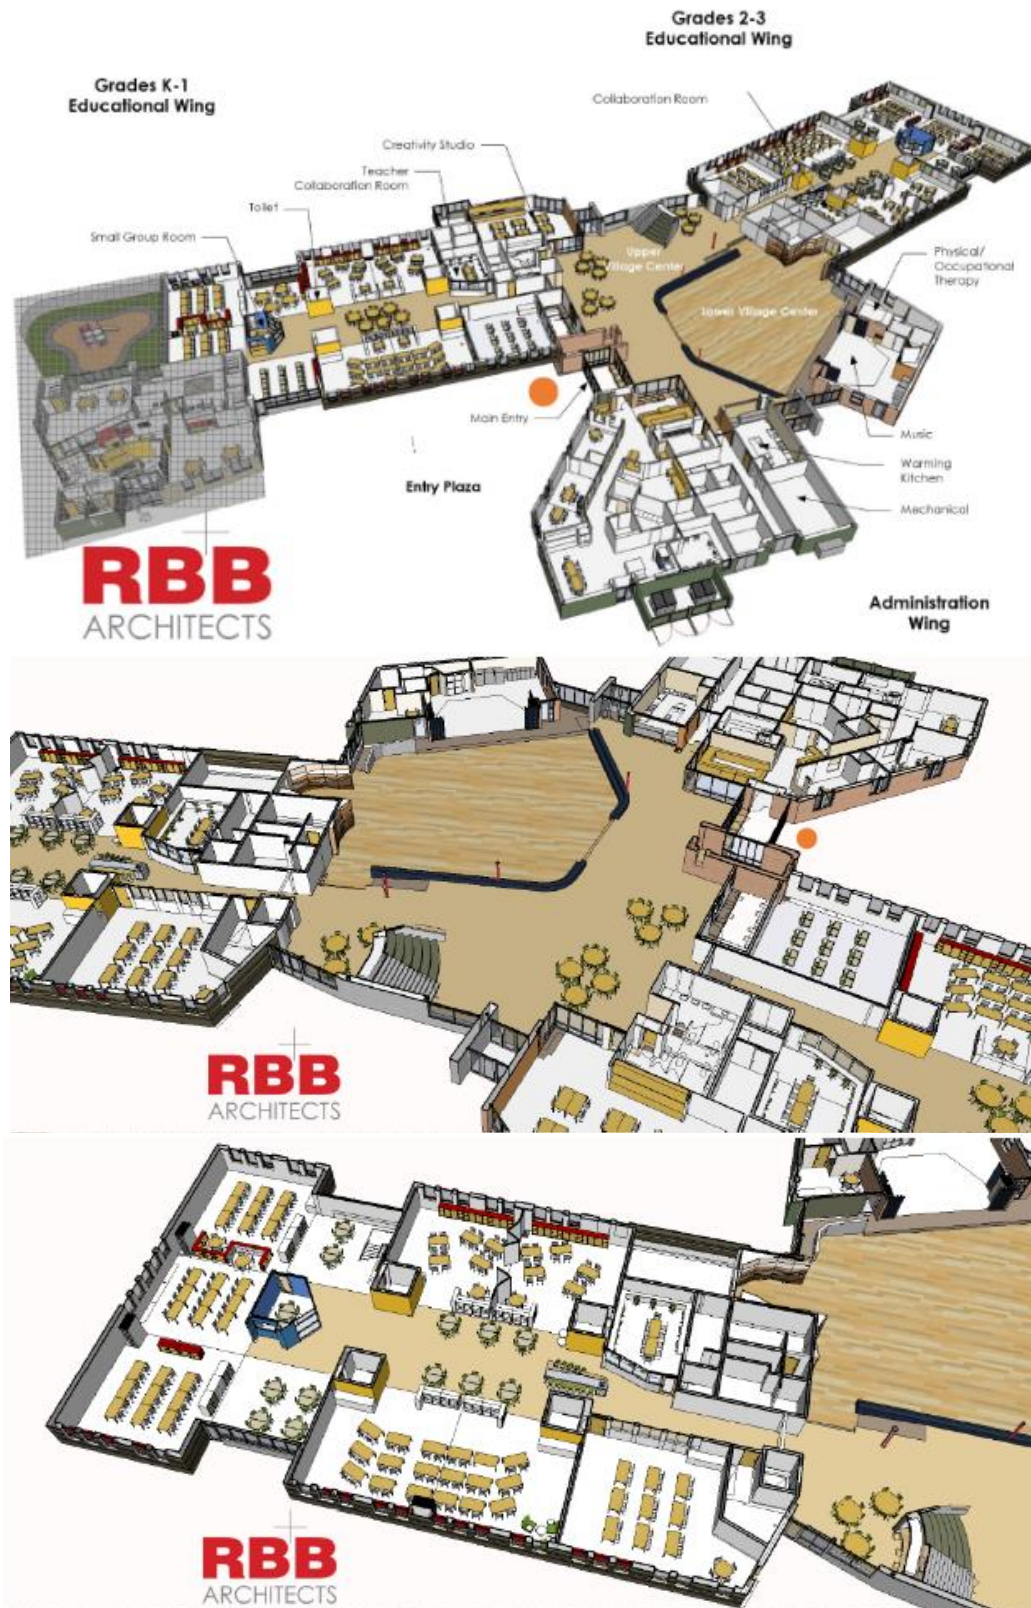 Grades 2-3
Educational Wing
Grades K-1
Educational Wing
Collaboration Room
Creativity Studio
Teacher
Collaboration Room
Toilet
Small Group Room
Upper
Village Center
Physical/
Occupational
Therapy
Lower Village Center
Main Entry
Music
Entry Plaza
Warming
Kitchen
Mechanical
RBB
ARCHITECTS
Administration
Wing
RBB
ARCHITECTS
RBB
ARCHITECTS